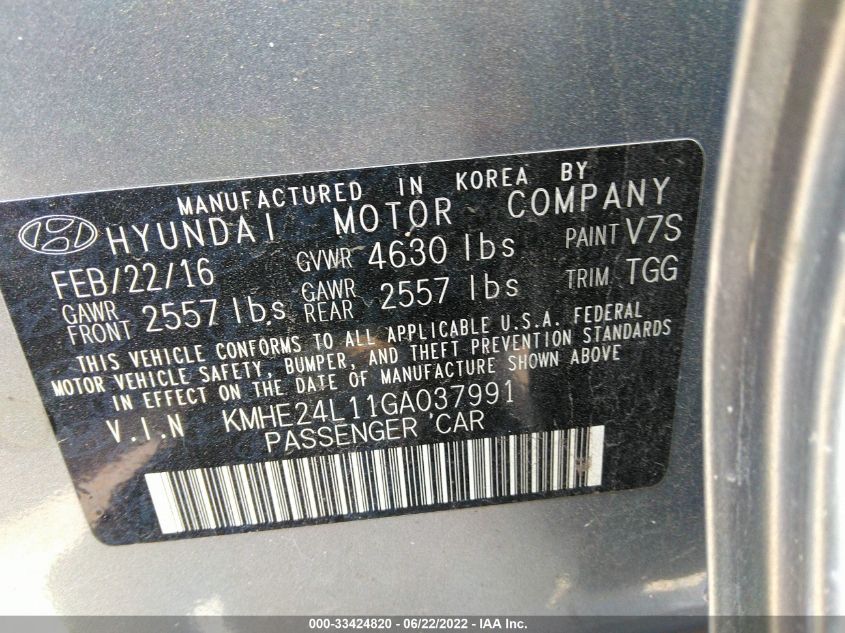 MANUFACTURED IN KOREA BY
HYUNDAI MOTOR COMPANY
FEB/22/16 GVWR 4630 lbs PAINT V7S
GAWR FRONT 2557 lbs GAWR REAR 2557 lbs TRIM TGG
THIS VEHICLE CONFORMS TO ALL APPLICABLE U.S.A. FEDERAL
MOTOR VEHICLE SAFETY, BUMPER, AND THEFT PREVENTION STANDARDS
IN EFFECT ON THE DATE OF MANUFACTURE SHOWN ABOVE
V.I.N KMHE24L11GA037991
PASSENGER CAR
000-33424820 - 06/22/2022 - IAA Inc.